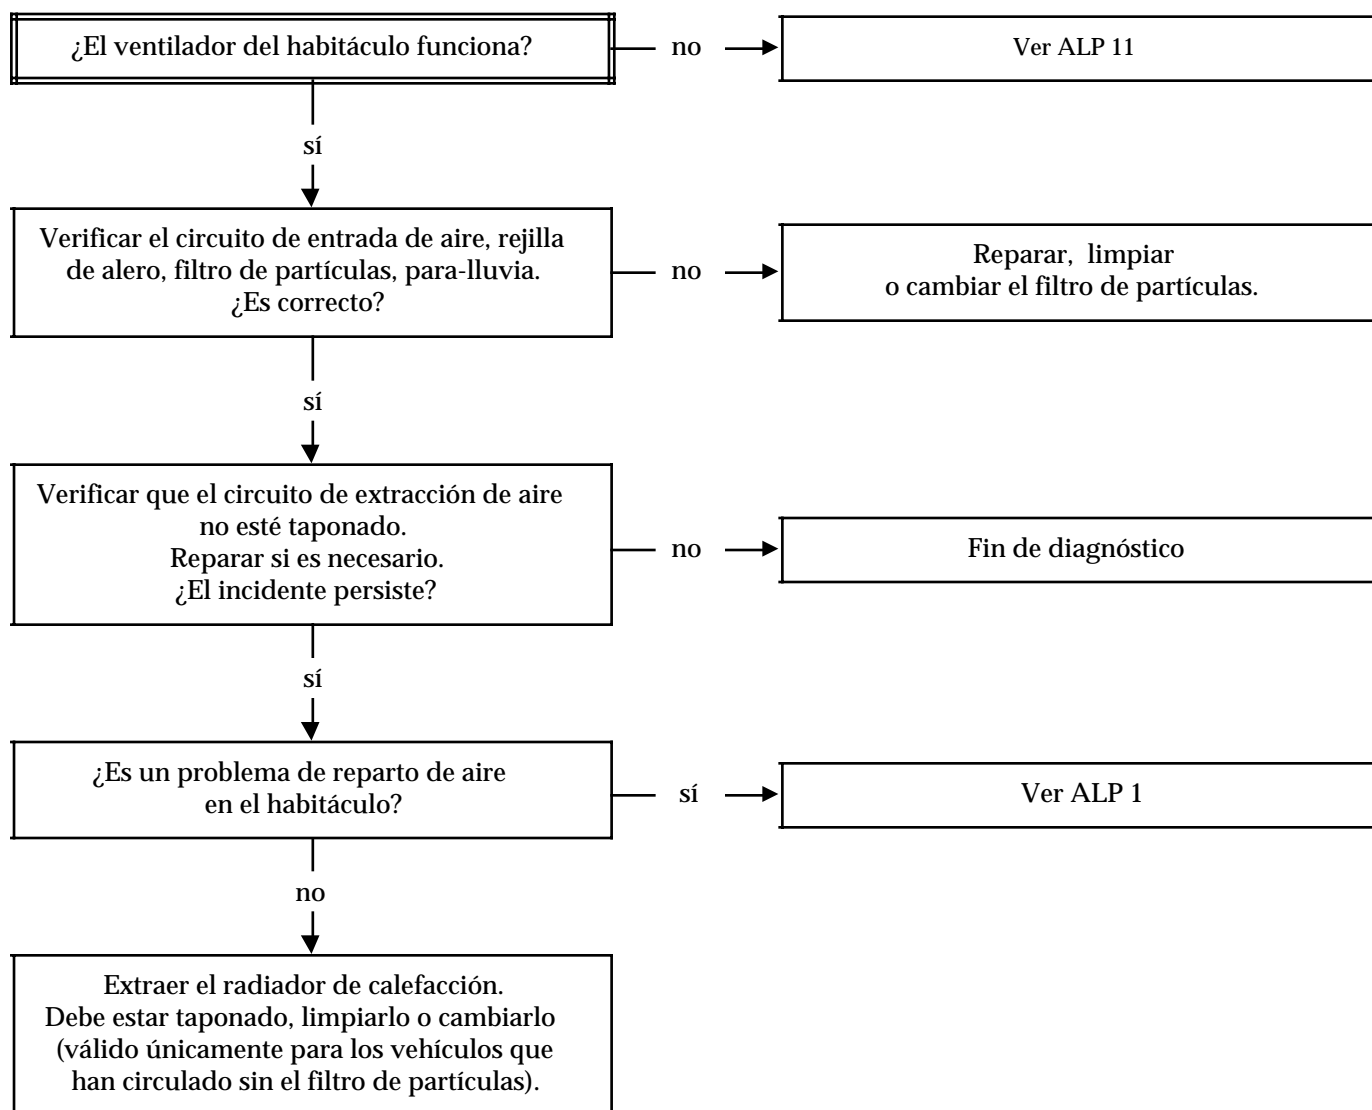 ¿El ventilador del habitáculo funciona?
no
Ver ALP 11
sí
Verificar el circuito de entrada de aire, rejilla
de alero, filtro de partículas, para-lluvia.
¿Es correcto?
no
Reparar, limpiar
o cambiar el filtro de partículas.
sí
Verificar que el circuito de extracción de aire
no esté taponado.
Reparar si es necesario.
¿El incidente persiste?
no
Fin de diagnóstico
sí
¿Es un problema de reparto de aire
en el habitáculo?
sí
Ver ALP 1
no
Extraer el radiador de calefacción.
Debe estar taponado, limpiarlo o cambiarlo
(válido únicamente para los vehículos que
han circulado sin el filtro de partículas).